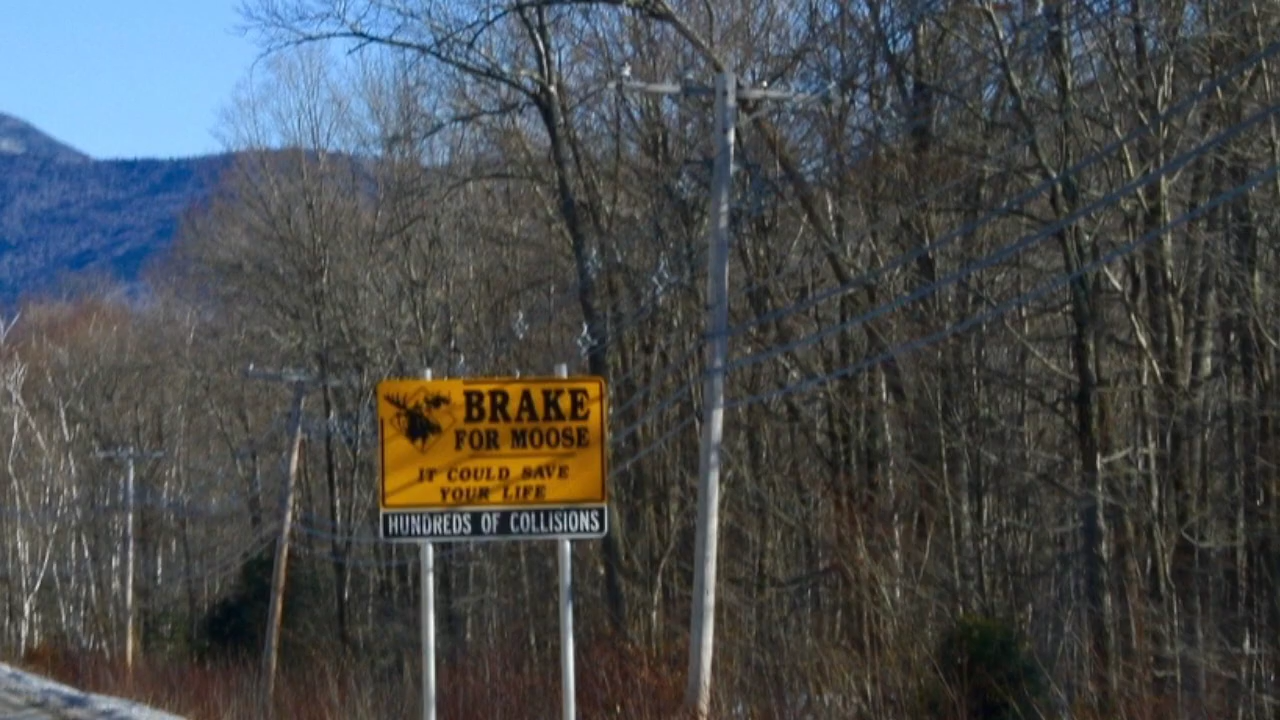 BRAKE
FOR MOOSE
IT COULD SAVE
YOUR LIFE
HUNDREDS OF COLLISIONS